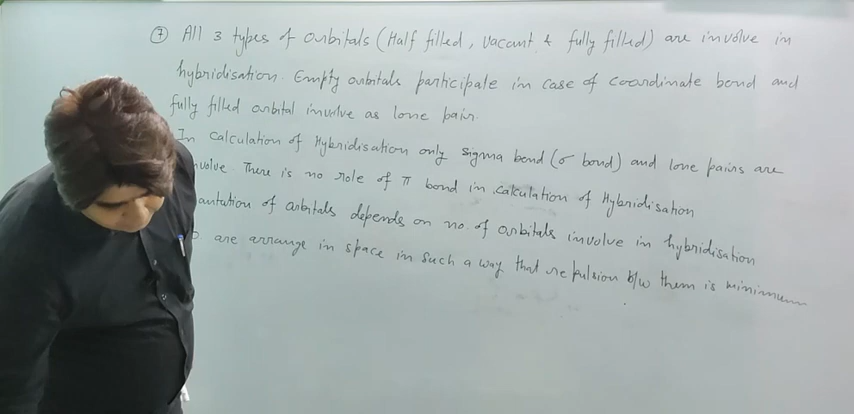 ⑦ All 3 types of orbitals (Half filled, vacant & fully filled) are involve in
hybridisation. Empty orbitals participate in case of coordinate bond and
fully filled orbital involve as lone pair.
In calculation of Hybridisation only sigma bond (σ bond) and lone pairs are
nvolve. There is no role of π bond in calculation of Hybridisation
antation of orbitals depends on no. of orbitals involve in hybridisation
are arrange in space in such a way that repulsion b/w them is minimum